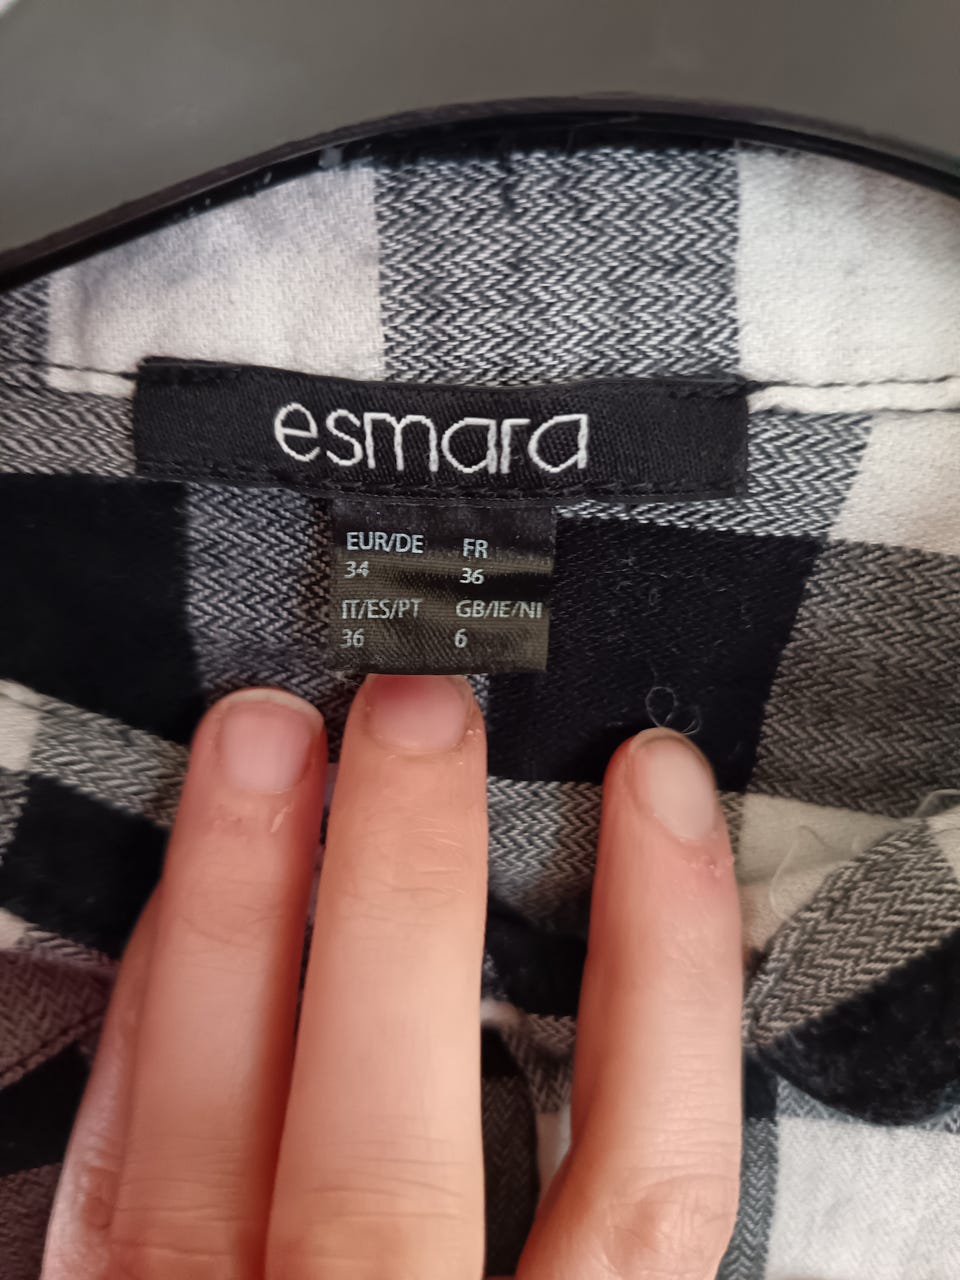 esmara
EUR/DE FR
34 36
IT/ES/PT GB/IE/NI
36 6